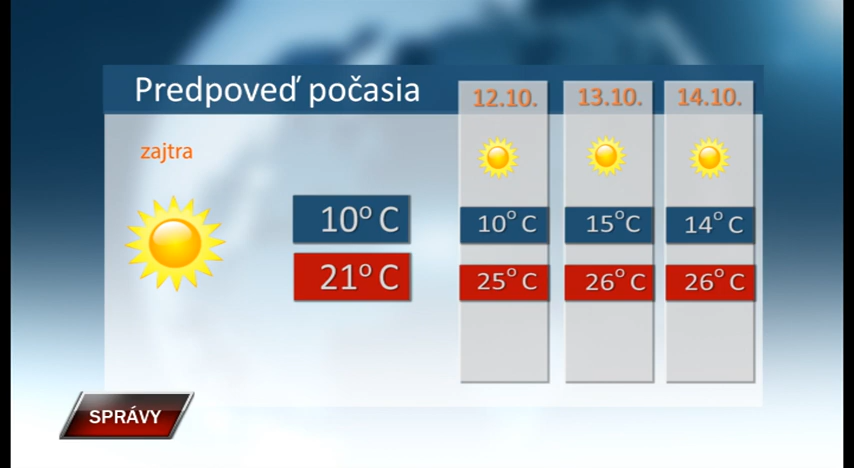 Predpoveď počasia
zajtra
10° C
21° C
12.10.
10° C
25° C
13.10.
15°C
26° C
14.10.
14° C
26° C
SPRÁVY